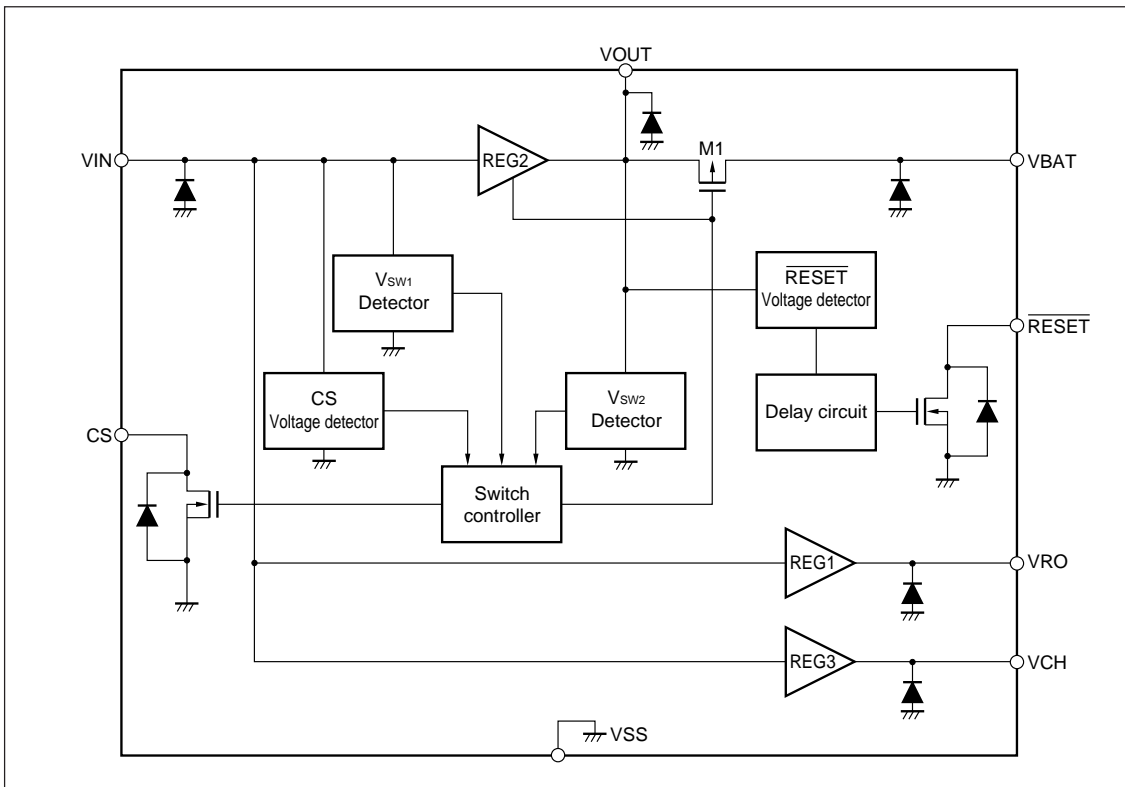 VOUT
M1
VIN
REG2
VBAT
VSW1
Detector
RESET
Voltage detector
RESET
CS
Voltage detector
VSW2
Detector
Delay circuit
CS
Switch
controller
REG1
VRO
REG3
VCH
VSS